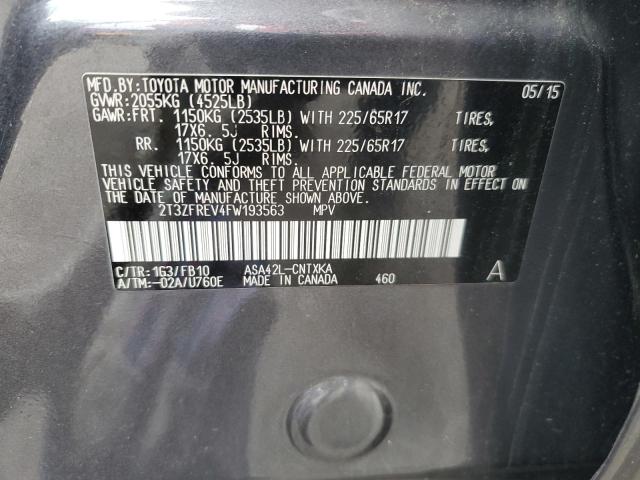 MFD.BY:TOYOTA MOTOR MANUFACTURING CANADA INC. 05/15
GVWR:2055KG (4525LB)
GAWR:FRT. 1150KG (2535LB) WITH 225/65R17 TIRES,
17X6. 5J RIMS.
RR. 1150KG (2535LB) WITH 225/65R17 TIRES,
17X6. 5J RIMS.
THIS VEHICLE CONFORMS TO ALL APPLICABLE FEDERAL MOTOR
VEHICLE SAFETY AND THEFT PREVENTION STANDARDS IN EFFECT ON
THE DATE OF MANUFACTURE SHOWN ABOVE.
2T3ZFREV4FW193563 MPV
C/TR:1G3/FB10 ASA42L-CNTXKA A
A/TM:-02A/U760E MADE IN CANADA 460